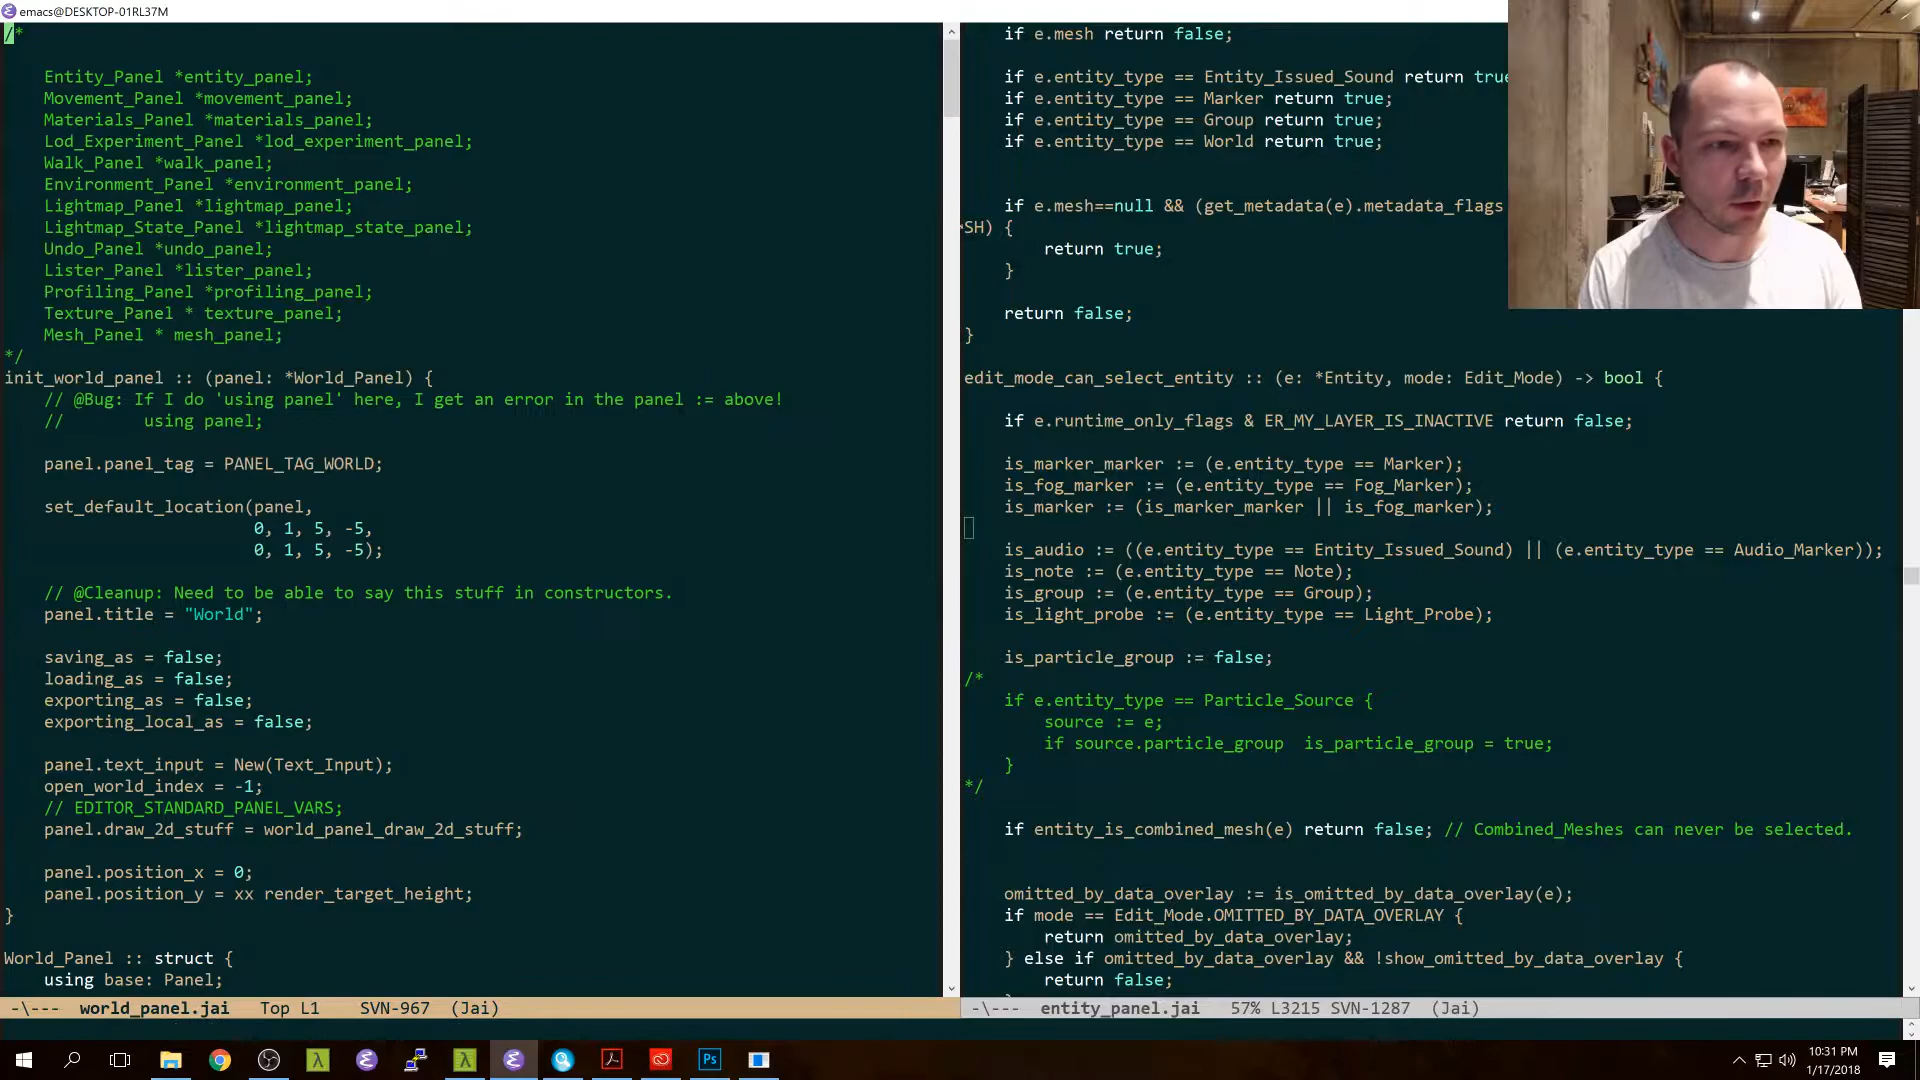 emacs@DESKTOP-01RL37M
/*
Entity_Panel *entity_panel;
Movement_Panel *movement_panel;
Materials_Panel *materials_panel;
Lod_Experiment_Panel *lod_experiment_panel;
Walk_Panel *walk_panel;
Environment_Panel *environment_panel;
Lightmap_Panel *lightmap_panel;
Lightmap_State_Panel *lightmap_state_panel;
Undo_Panel *undo_panel;
Lister_Panel *lister_panel;
Profiling_Panel *profiling_panel;
Texture_Panel * texture_panel;
Mesh_Panel * mesh_panel;
*/
init_world_panel :: (panel: *World_Panel) {
// @Bug: If I do 'using panel' here, I get an error in the panel := above!
//        using panel;
panel.panel_tag = PANEL_TAG_WORLD;
set_default_location(panel,
0, 1, 5, -5,
0, 1, 5, -5);
// @Cleanup: Need to be able to say this stuff in constructors.
panel.title = "World";
saving_as = false;
loading_as = false;
exporting_as = false;
exporting_local_as = false;
panel.text_input = New(Text_Input);
open_world_index = -1;
// EDITOR_STANDARD_PANEL_VARS;
panel.draw_2d_stuff = world_panel_draw_2d_stuff;
panel.position_x = 0;
panel.position_y = xx render_target_height;
}
World_Panel :: struct {
using base: Panel;
-\--- world_panel.jai Top L1 SVN-967 (Jai)
if e.mesh return false;
if e.entity_type == Entity_Issued_Sound return true
if e.entity_type == Marker return true;
if e.entity_type == Group return true;
if e.entity_type == World return true;
if e.mesh==null && (get_metadata(e).metadata_flags
SH) {
return true;
}
return false;
}
edit_mode_can_select_entity :: (e: *Entity, mode: Edit_Mode) -> bool {
if e.runtime_only_flags & ER_MY_LAYER_IS_INACTIVE return false;
is_marker_marker := (e.entity_type == Marker);
is_fog_marker := (e.entity_type == Fog_Marker);
is_marker := (is_marker_marker || is_fog_marker);
is_audio := ((e.entity_type == Entity_Issued_Sound) || (e.entity_type == Audio_Marker));
is_note := (e.entity_type == Note);
is_group := (e.entity_type == Group);
is_light_probe := (e.entity_type == Light_Probe);
is_particle_group := false;
/*
if e.entity_type == Particle_Source {
source := e;
if source.particle_group  is_particle_group = true;
}
*/
if entity_is_combined_mesh(e) return false; // Combined_Meshes can never be selected.
omitted_by_data_overlay := is_omitted_by_data_overlay(e);
if mode == Edit_Mode.OMITTED_BY_DATA_OVERLAY {
return omitted_by_data_overlay;
} else if omitted_by_data_overlay && !show_omitted_by_data_overlay {
return false;
-\--- entity_panel.jai 57% L3215 SVN-1287 (Jai)
Ps
10:31 PM
1/17/2018